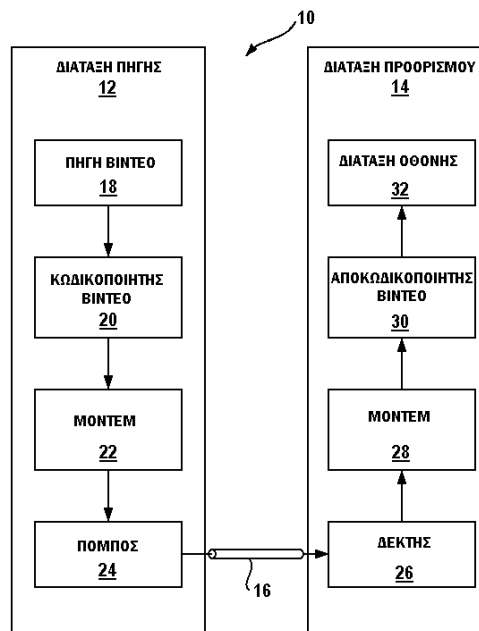 10
ΔΙΑΤΑΞΗ ΠΗΓΗΣ
12
ΠΗΓΗ ΒΙΝΤΕΟ
18
ΚΩΔΙΚΟΠΟΙΗΤΗΣ
ΒΙΝΤΕΟ
20
ΜΟΝΤΕΜ
22
ΠΟΜΠΟΣ
24
16
ΔΙΑΤΑΞΗ ΠΡΟΟΡΙΣΜΟΥ
14
ΔΙΑΤΑΞΗ ΟΘΟΝΗΣ
32
ΑΠΟΚΩΔΙΚΟΠΟΙΗΤΗΣ
ΒΙΝΤΕΟ
30
ΜΟΝΤΕΜ
28
ΔΕΚΤΗΣ
26